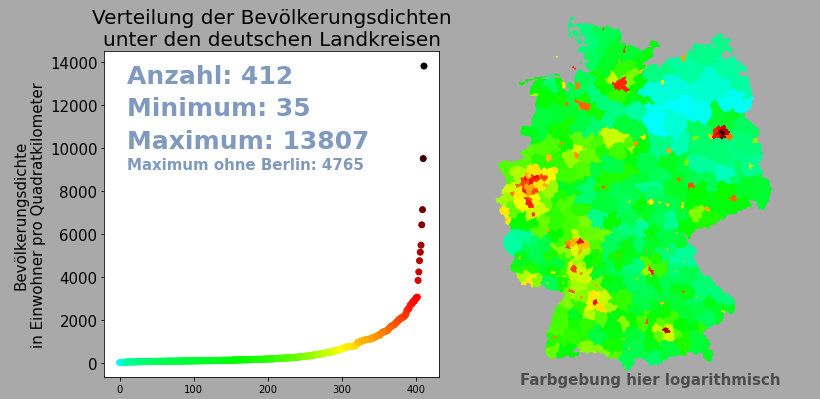 Verteilung der Bevölkerungsdichten
unter den deutschen Landkreisen
Bevölkerungsdichte
in Einwohner pro Quadratkilometer
14000
12000
10000
8000
6000
4000
2000
0
Anzahl: 412
Minimum: 35
Maximum: 13807
Maximum ohne Berlin: 4765
0 100 200 300 400
Farbgebung hier logarithmisch